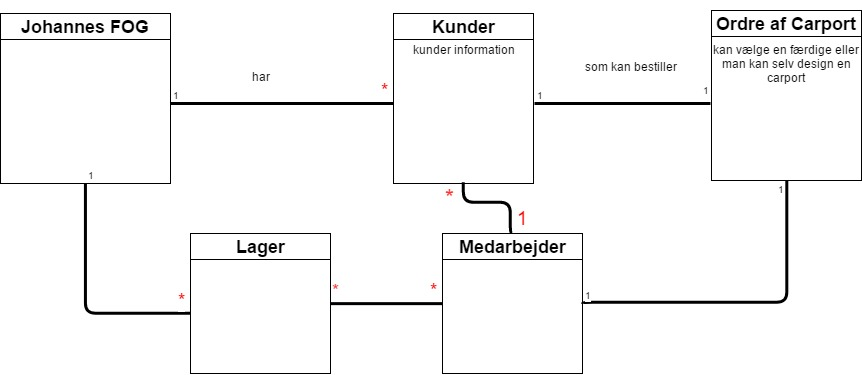 Johannes FOG
Kunder
kunder information
Ordre af Carport
kan vælge en færdige eller
man kan selv design en
carport
har
som kan bestiller
1
*
1
1
1
*
1
1
Lager
Medarbejder
*
*
*
1